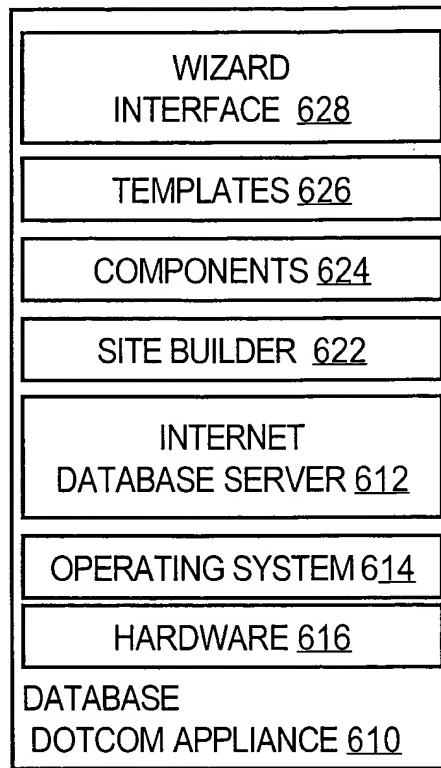 WIZARD
INTERFACE 628
TEMPLATES 626
COMPONENTS 624
SITE BUILDER 622
INTERNET
DATABASE SERVER 612
OPERATING SYSTEM 614
HARDWARE 616
DATABASE
DOTCOM APPLIANCE 610